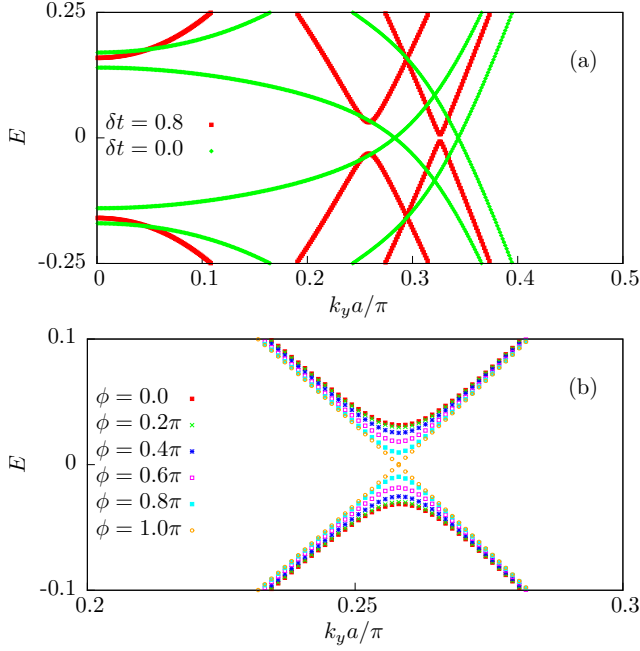 0.25
(a)
δt = 0.8
E
0
δt = 0.0
-0.25
0 0.1 0.2 0.3 0.4 0.5
k_y a/π
0.1
(b)
ϕ = 0.0
ϕ = 0.2π
ϕ = 0.4π
E
0
ϕ = 0.6π
ϕ = 0.8π
ϕ = 1.0π
-0.1
0.2 0.25 0.3
k_y a/π